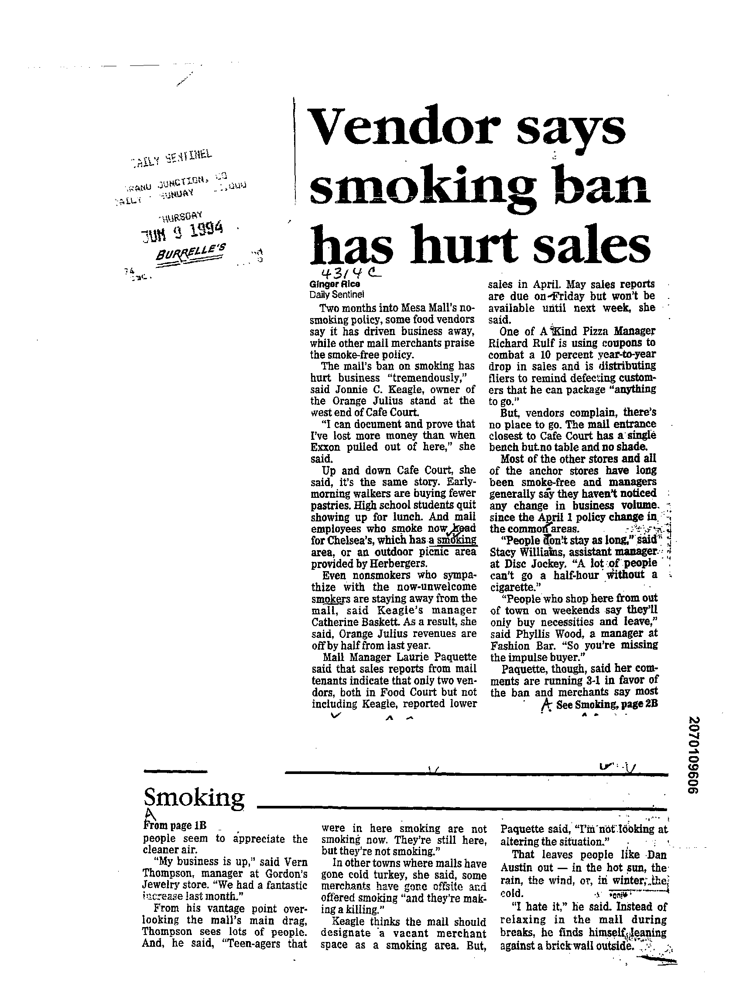 Vendor says
smoking ban
has hurt sales
DAILY SENTINEL
GRAND JUNCTION, CO
SUNDAY
THURSDAY
JUN 9 1994
BURRELLE'S
4314 C
Ginger Rice
Daily Sentinel
Two months into Mesa Mall's no-
smoking policy, some food vendors
say it has driven business away,
while other mall merchants praise
the smoke-free policy.
The mall's ban on smoking has
hurt business "tremendously,"
said Jonnie C. Keagle, owner of
the Orange Julius stand at the
west end of Cafe Court.
"I can document and prove that
I've lost more money than when
Exxon pulled out of here," she
said.
Up and down Cafe Court, she
said, it's the same story. Early-
morning walkers are buying fewer
pastries. High school students quit
showing up for lunch. And mall
employees who smoke now head
for Chelsea's, which has a smoking
area, or an outdoor picnic area
provided by Herbergers.
Even nonsmokers who sympa-
thize with the now-unwelcome
smokers are staying away from the
mall, said Keagle's manager
Catherine Baskett. As a result, she
said, Orange Julius revenues are
off by half from last year.
Mall Manager Laurie Paquette
said that sales reports from mall
tenants indicate that only two ven-
dors, both in Food Court but not
including Keagle, reported lower
sales in April. May sales reports
are due on Friday but won't be
available until next week, she
said.
One of A Kind Pizza Manager
Richard Rulf is using coupons to
combat a 10 percent year-to-year
drop in sales and is distributing
fliers to remind defecting custom-
ers that he can package "anything
to go."
But, vendors complain, there's
no place to go. The mall entrance
closest to Cafe Court has a single
bench but no table and no shade.
Most of the other stores and all
of the anchor stores have long
been smoke-free and managers
generally say they haven't noticed
any change in business volume
since the April 1 policy change in
the common areas.
"People don't stay as long," said
Stacy Williams, assistant manager
at Disc Jockey. "A lot of people
can't go a half-hour without a
cigarette."
"People who shop here from out
of town on weekends say they'll
only buy necessities and leave,"
said Phyllis Wood, a manager at
Fashion Bar. "So you're missing
the impulse buyer."
Paquette, though, said her com-
ments are running 3-1 in favor of
the ban and merchants say most
A See Smoking, page 2B
2070109606
Smoking
A
From page 1B
people seem to appreciate the
cleaner air.
"My business is up," said Vern
Thompson, manager at Gordon's
Jewelry store. "We had a fantastic
increase last month."
From his vantage point over-
looking the mall's main drag,
Thompson sees lots of people.
And, he said, "Teen-agers that
were in here smoking are not
smoking now. They're still here,
but they're not smoking."
In other towns where malls have
gone cold turkey, she said, some
merchants have gone offsite and
offered smoking "and they're mak-
ing a killing."
Keagle thinks the mall should
designate a vacant merchant
space as a smoking area. But,
Paquette said, "I'm not looking at
altering the situation."
That leaves people like Dan
Austin out — in the hot sun, the
rain, the wind, or, in winter, the
cold.
"I hate it," he said. Instead of
relaxing in the mall during
breaks, he finds himself leaning
against a brick wall outside.